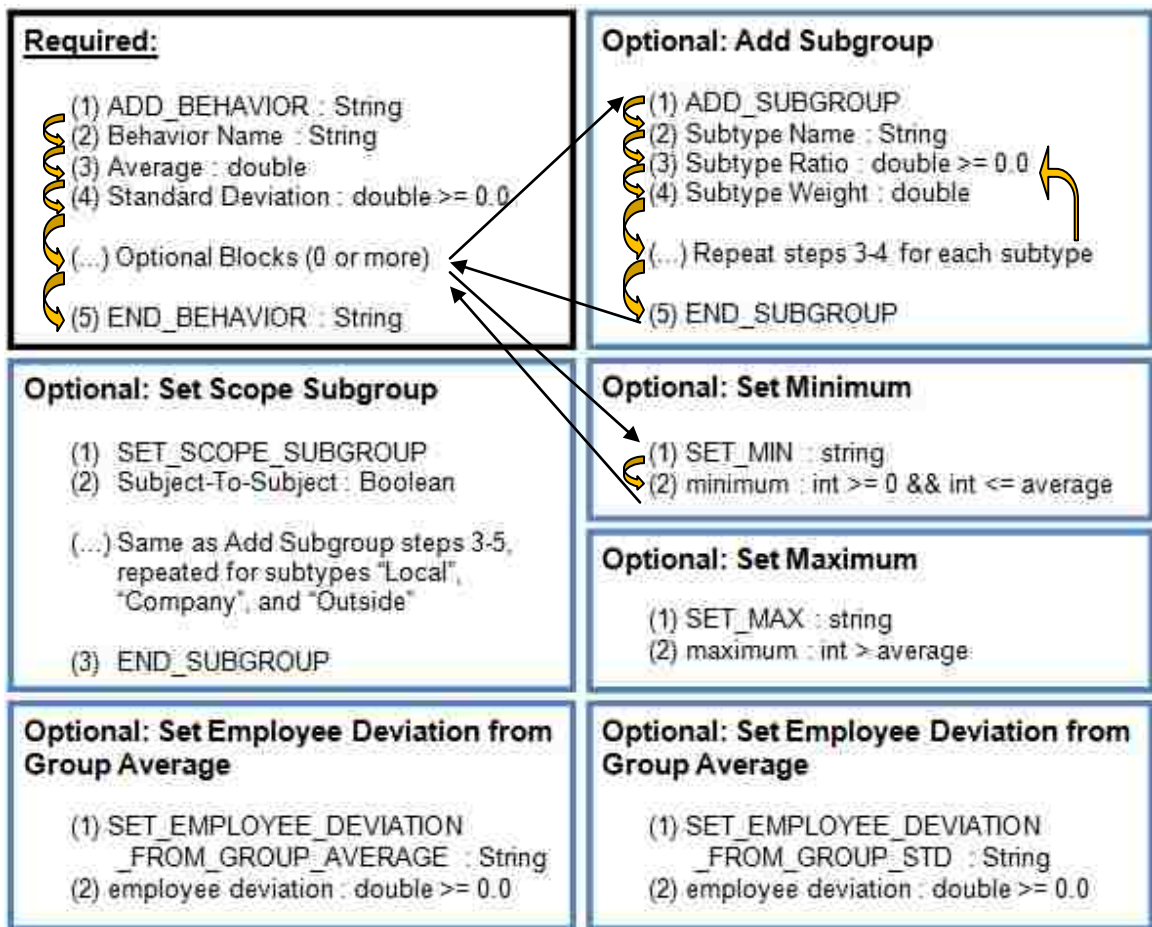 Required:
(1) ADD_BEHAVIOR : String
(2) Behavior Name : String
(3) Average : double
(4) Standard Deviation : double >= 0.0
(...) Optional Blocks (0 or more)
(5) END_BEHAVIOR : String
Optional: Add Subgroup
(1) ADD_SUBGROUP
(2) Subtype Name : String
(3) Subtype Ratio : double >= 0.0
(4) Subtype Weight : double
(...) Repeat steps 3-4 for each subtype
(5) END_SUBGROUP
Optional: Set Scope Subgroup
(1) SET_SCOPE_SUBGROUP
(2) Subject-To-Subject : Boolean
(...) Same as Add Subgroup steps 3-5,
repeated for subtypes “Local”,
“Company”, and “Outside”
(3) END_SUBGROUP
Optional: Set Minimum
(1) SET_MIN : string
(2) minimum : int >= 0 && int <= average
Optional: Set Maximum
(1) SET_MAX : string
(2) maximum : int > average
Optional: Set Employee Deviation from
Group Average
(1) SET_EMPLOYEE_DEVIATION
_FROM_GROUP_AVERAGE : String
(2) employee deviation : double >= 0.0
Optional: Set Employee Deviation from
Group Average
(1) SET_EMPLOYEE_DEVIATION
_FROM_GROUP_STD : String
(2) employee deviation : double >= 0.0